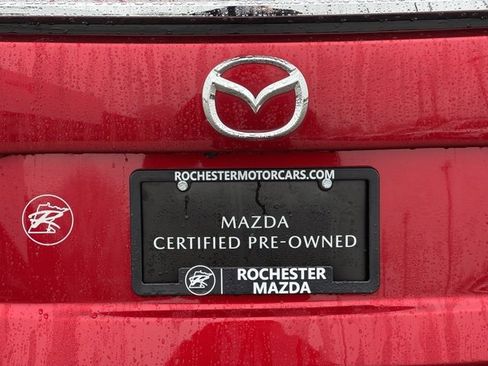 ROCHESTERMOTORCARS.COM
MAZDA
CERTIFIED PRE-OWNED
R
R
ROCHESTER
MAZDA